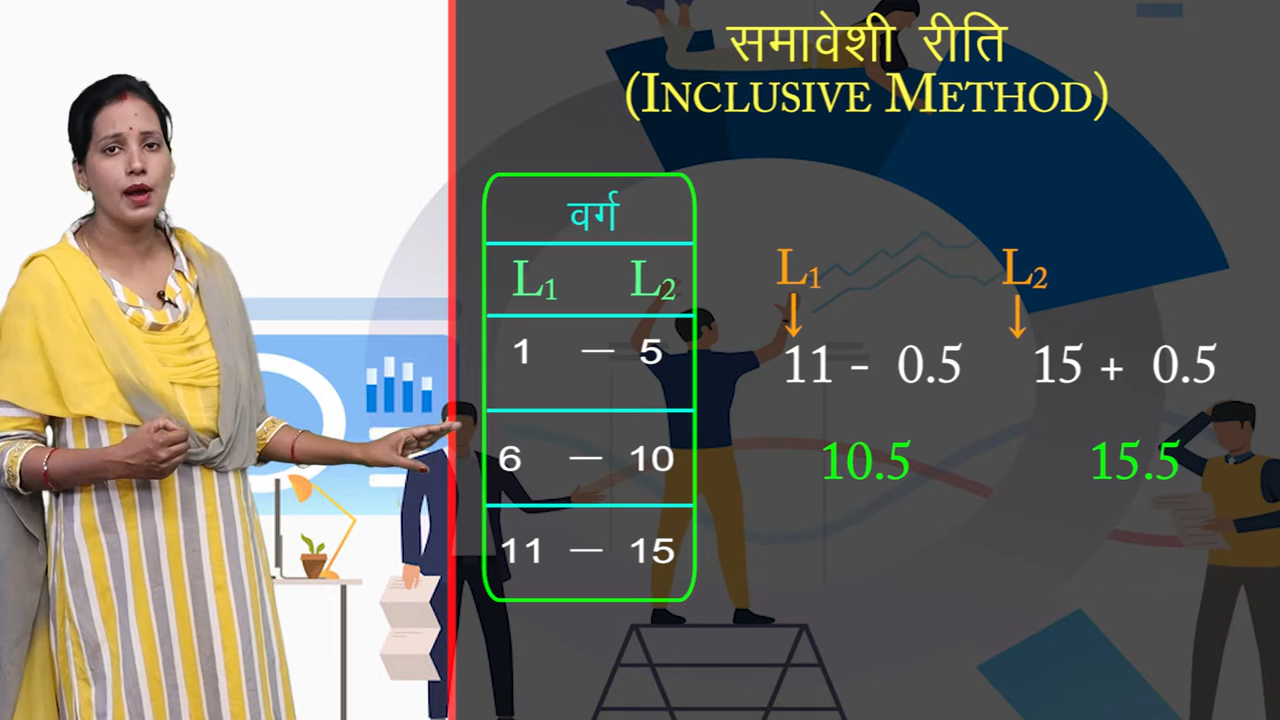 समावेशी रीति
(INCLUSIVE METHOD)
वर्ग
L₁ L₂
1 — 5
6 — 10
11 — 15
L₁ L₂
↓ ↓
11 - 0.5 15 + 0.5
10.5 15.5